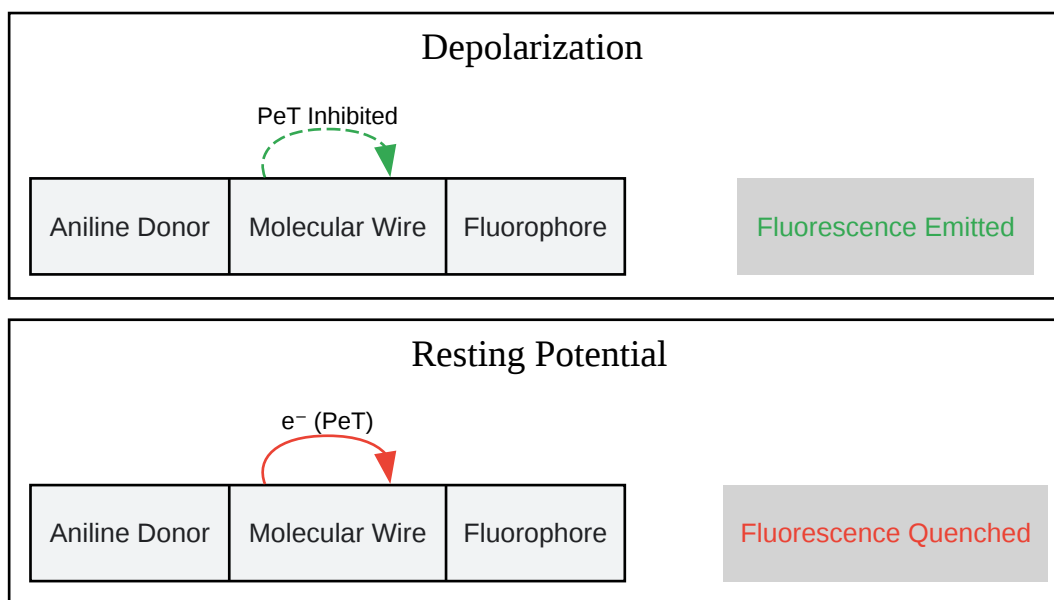 Depolarization
PeT Inhibited
Aniline Donor
Molecular Wire
Fluorophore
Fluorescence Emitted
Resting Potential
e⁻ (PeT)
Aniline Donor
Molecular Wire
Fluorophore
Fluorescence Quenched